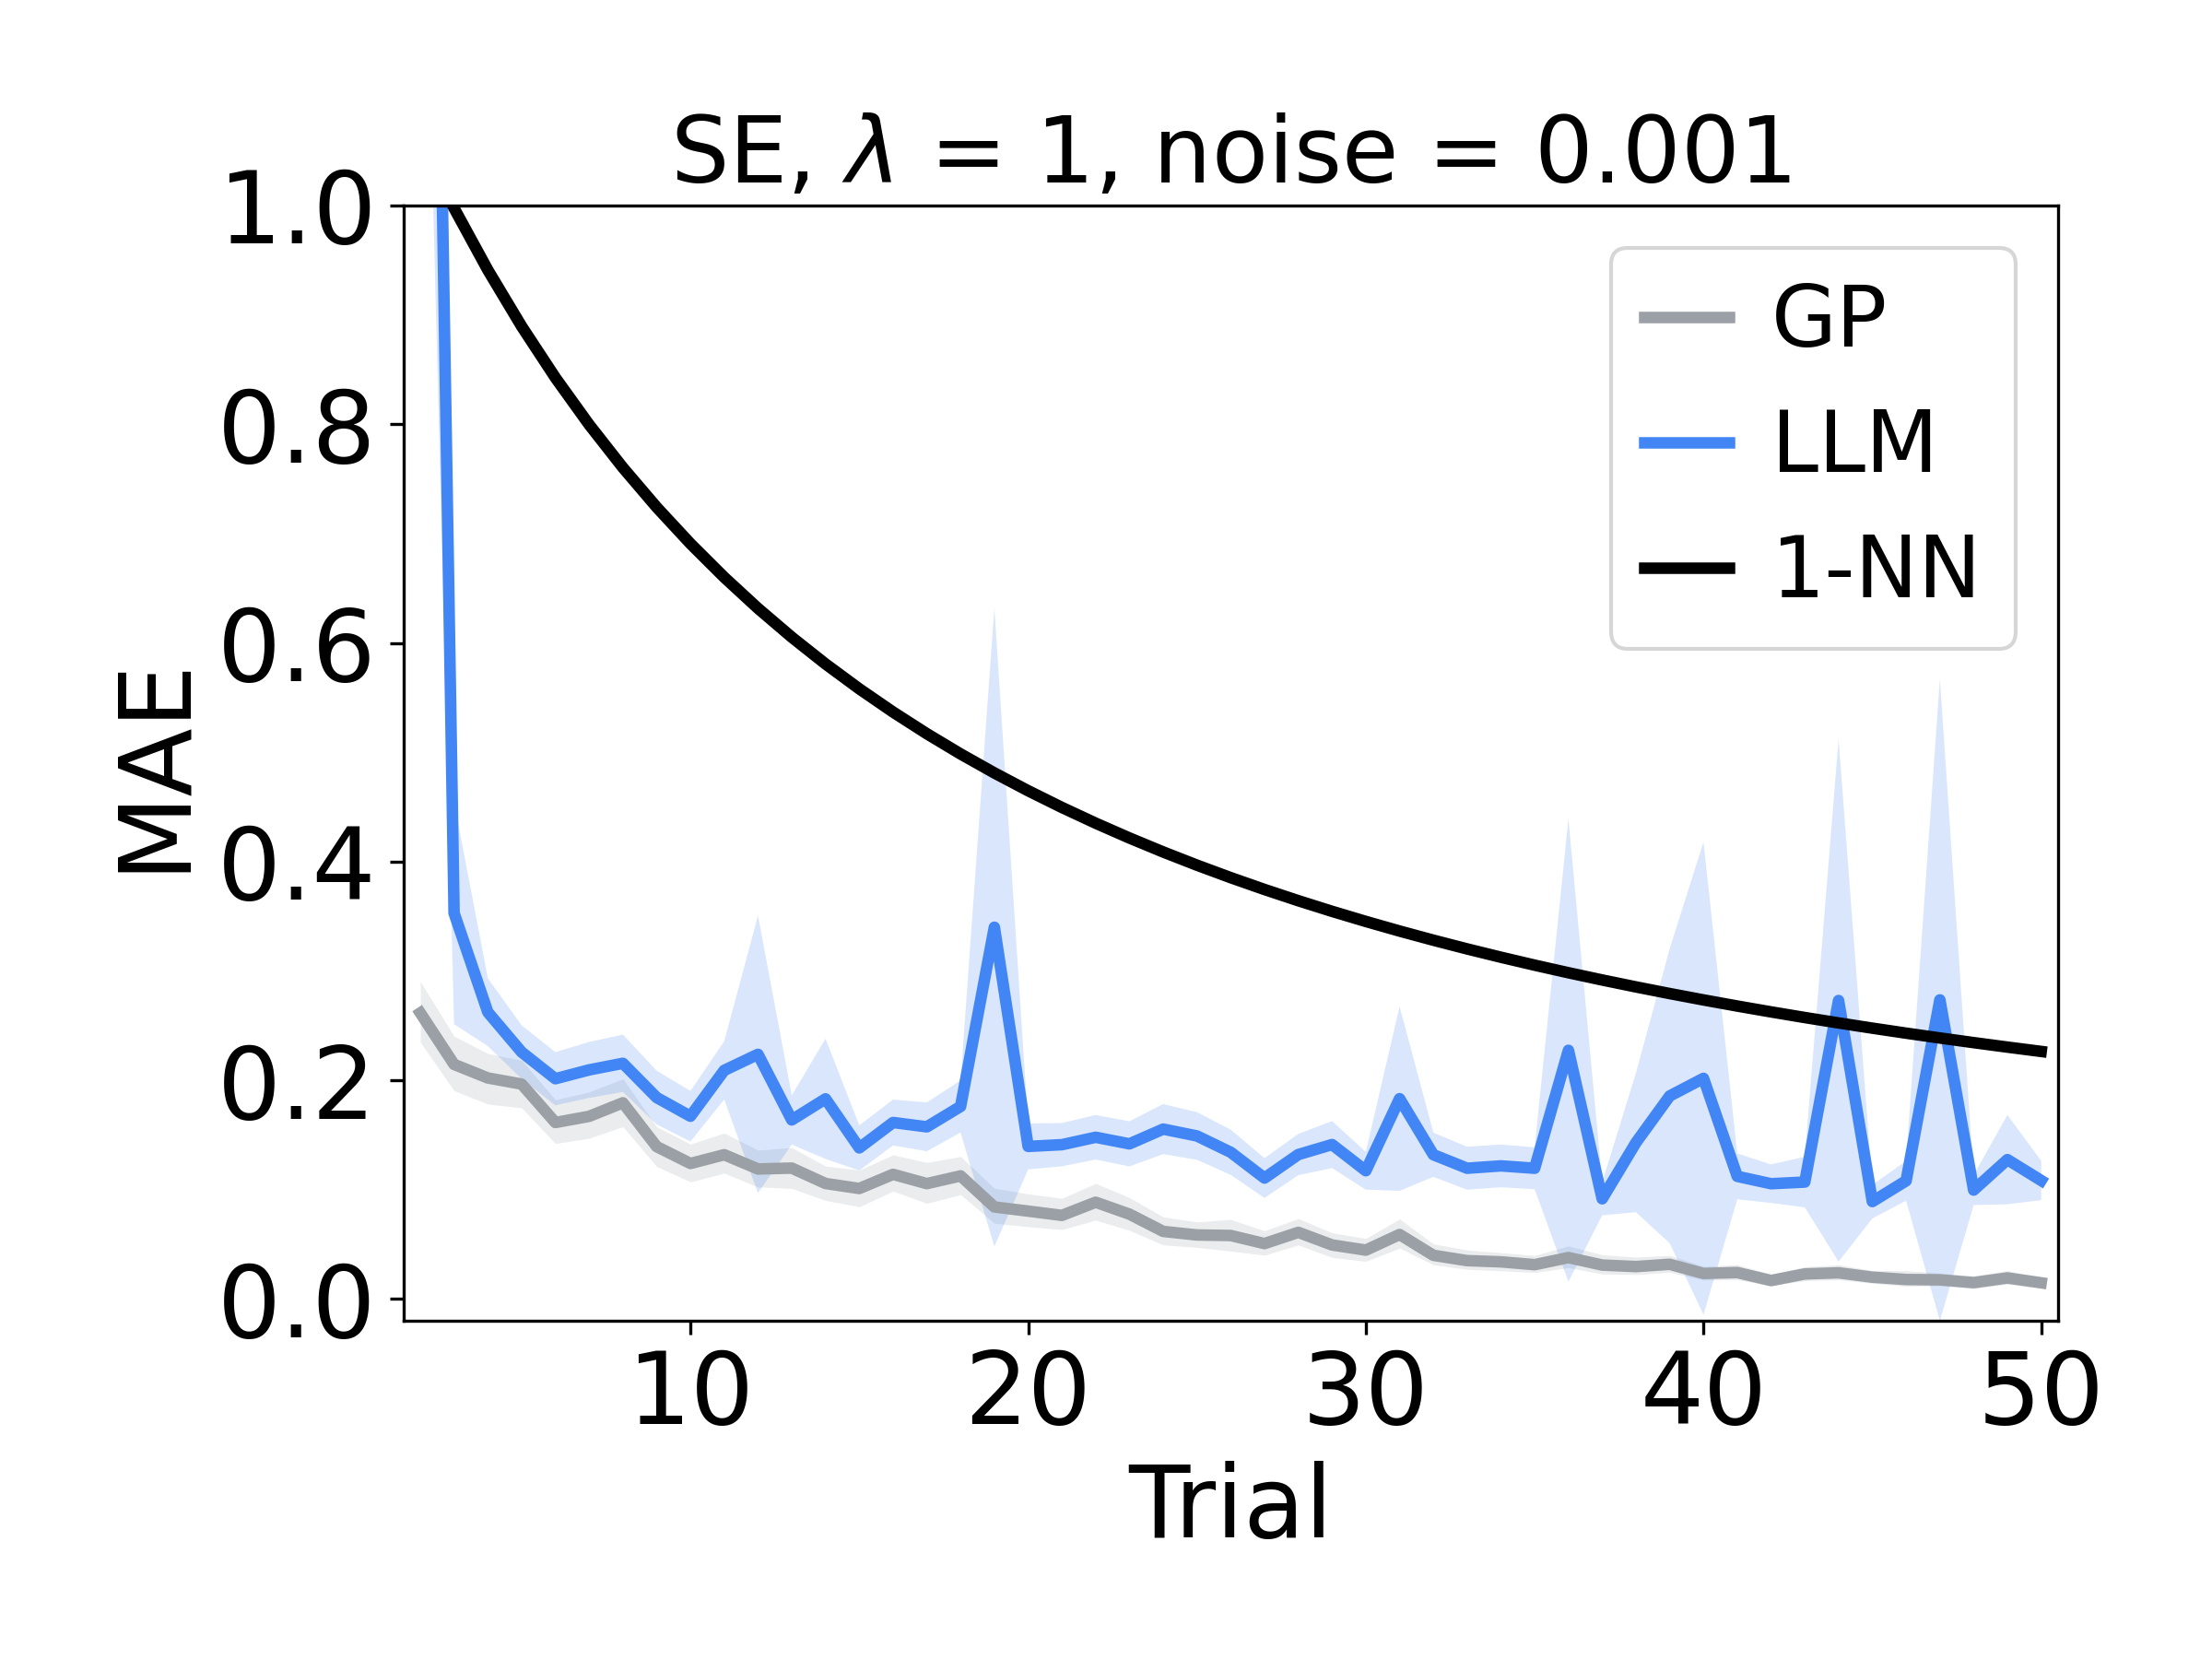 SE, λ = 1, noise = 0.001
1.0
0.8
0.6
0.4
0.2
0.0
MAE
GP
LLM
1-NN
10 20 30 40 50
Trial